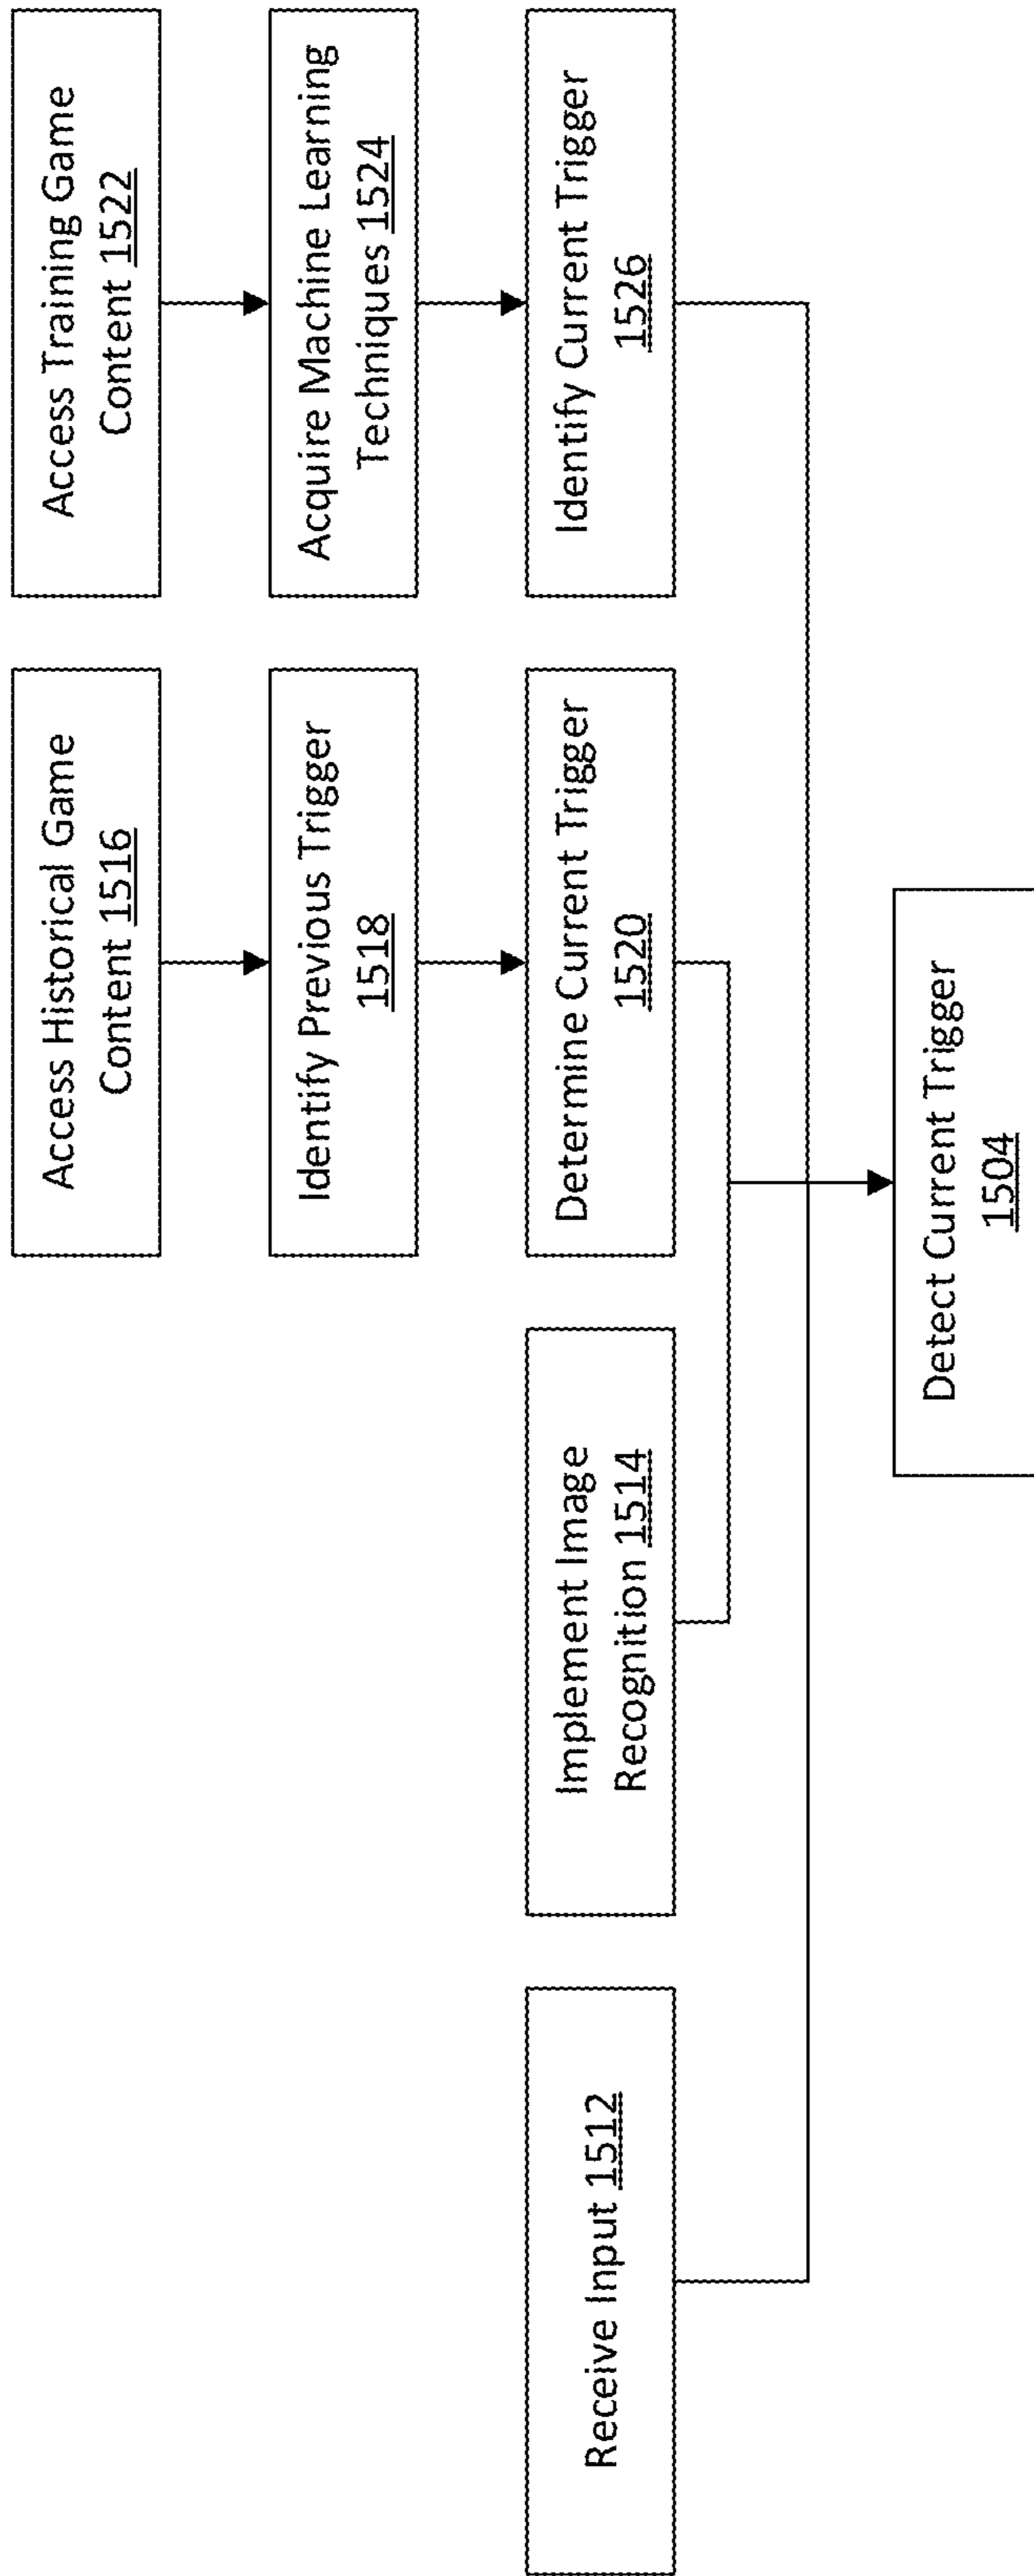 Access Historical Game
Content 1516
Access Training Game
Content 1522
Identify Previous Trigger
1518
Acquire Machine Learning
Techniques 1524
Receive Input 1512
Implement Image
Recognition 1514
Determine Current Trigger
1520
Identify Current Trigger
1526
Detect Current Trigger
1504